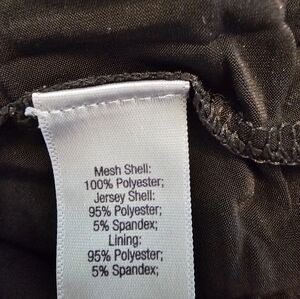 Mesh Shell:
100% Polyester;
Jersey Shell:
95% Polyester;
5% Spandex;
Lining:
95% Polyester;
5% Spandex;